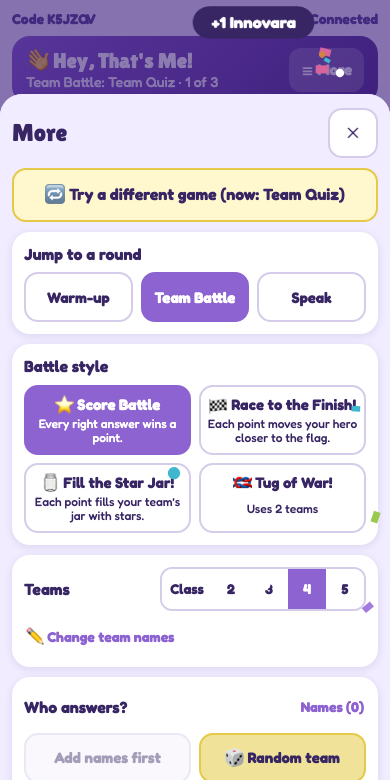 Code K5JZQV
+1 Innovara
Connected
👋 Hey, That's Me!
Team Battle: Team Quiz · 1 of 3
≡ More
More
×
🔁 Try a different game (now: Team Quiz)
Jump to a round
Warm-up
Team Battle
Speak
Battle style
⭐ Score Battle
Every right answer wins a
point.
🏁 Race to the Finish!
Each point moves your hero
closer to the flag.
🫙 Fill the Star Jar!
Each point fills your team's
jar with stars.
Tug of War!
Uses 2 teams
Teams
Class 2 3 4 5
✏️ Change team names
Who answers?
Names (0)
Add names first
🎲 Random team